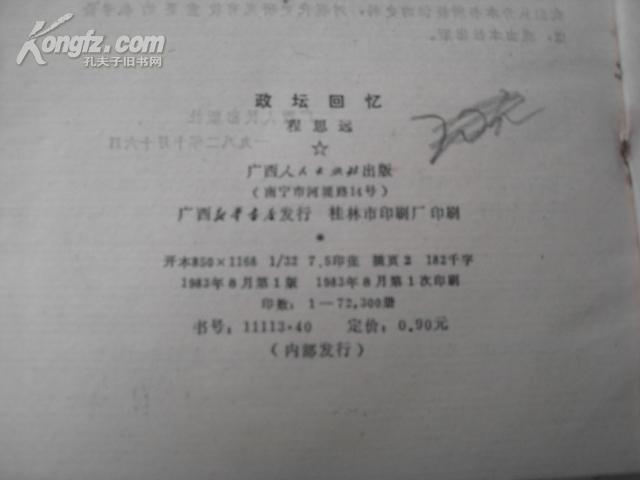 Kongfz.com
孔夫子旧书网
政坛回忆
程思远
☆
广西人民出版社出版
(南宁市河堤路14号)
广西新华书店发行 桂林市印刷厂印刷
开本850×1168 1/32 7.5印张 插页2 182千字
1983年8月第1版 1983年8月第1次印刷
印数：1—72,300册
书号：11113·40 定价：0.90元
(内部发行)